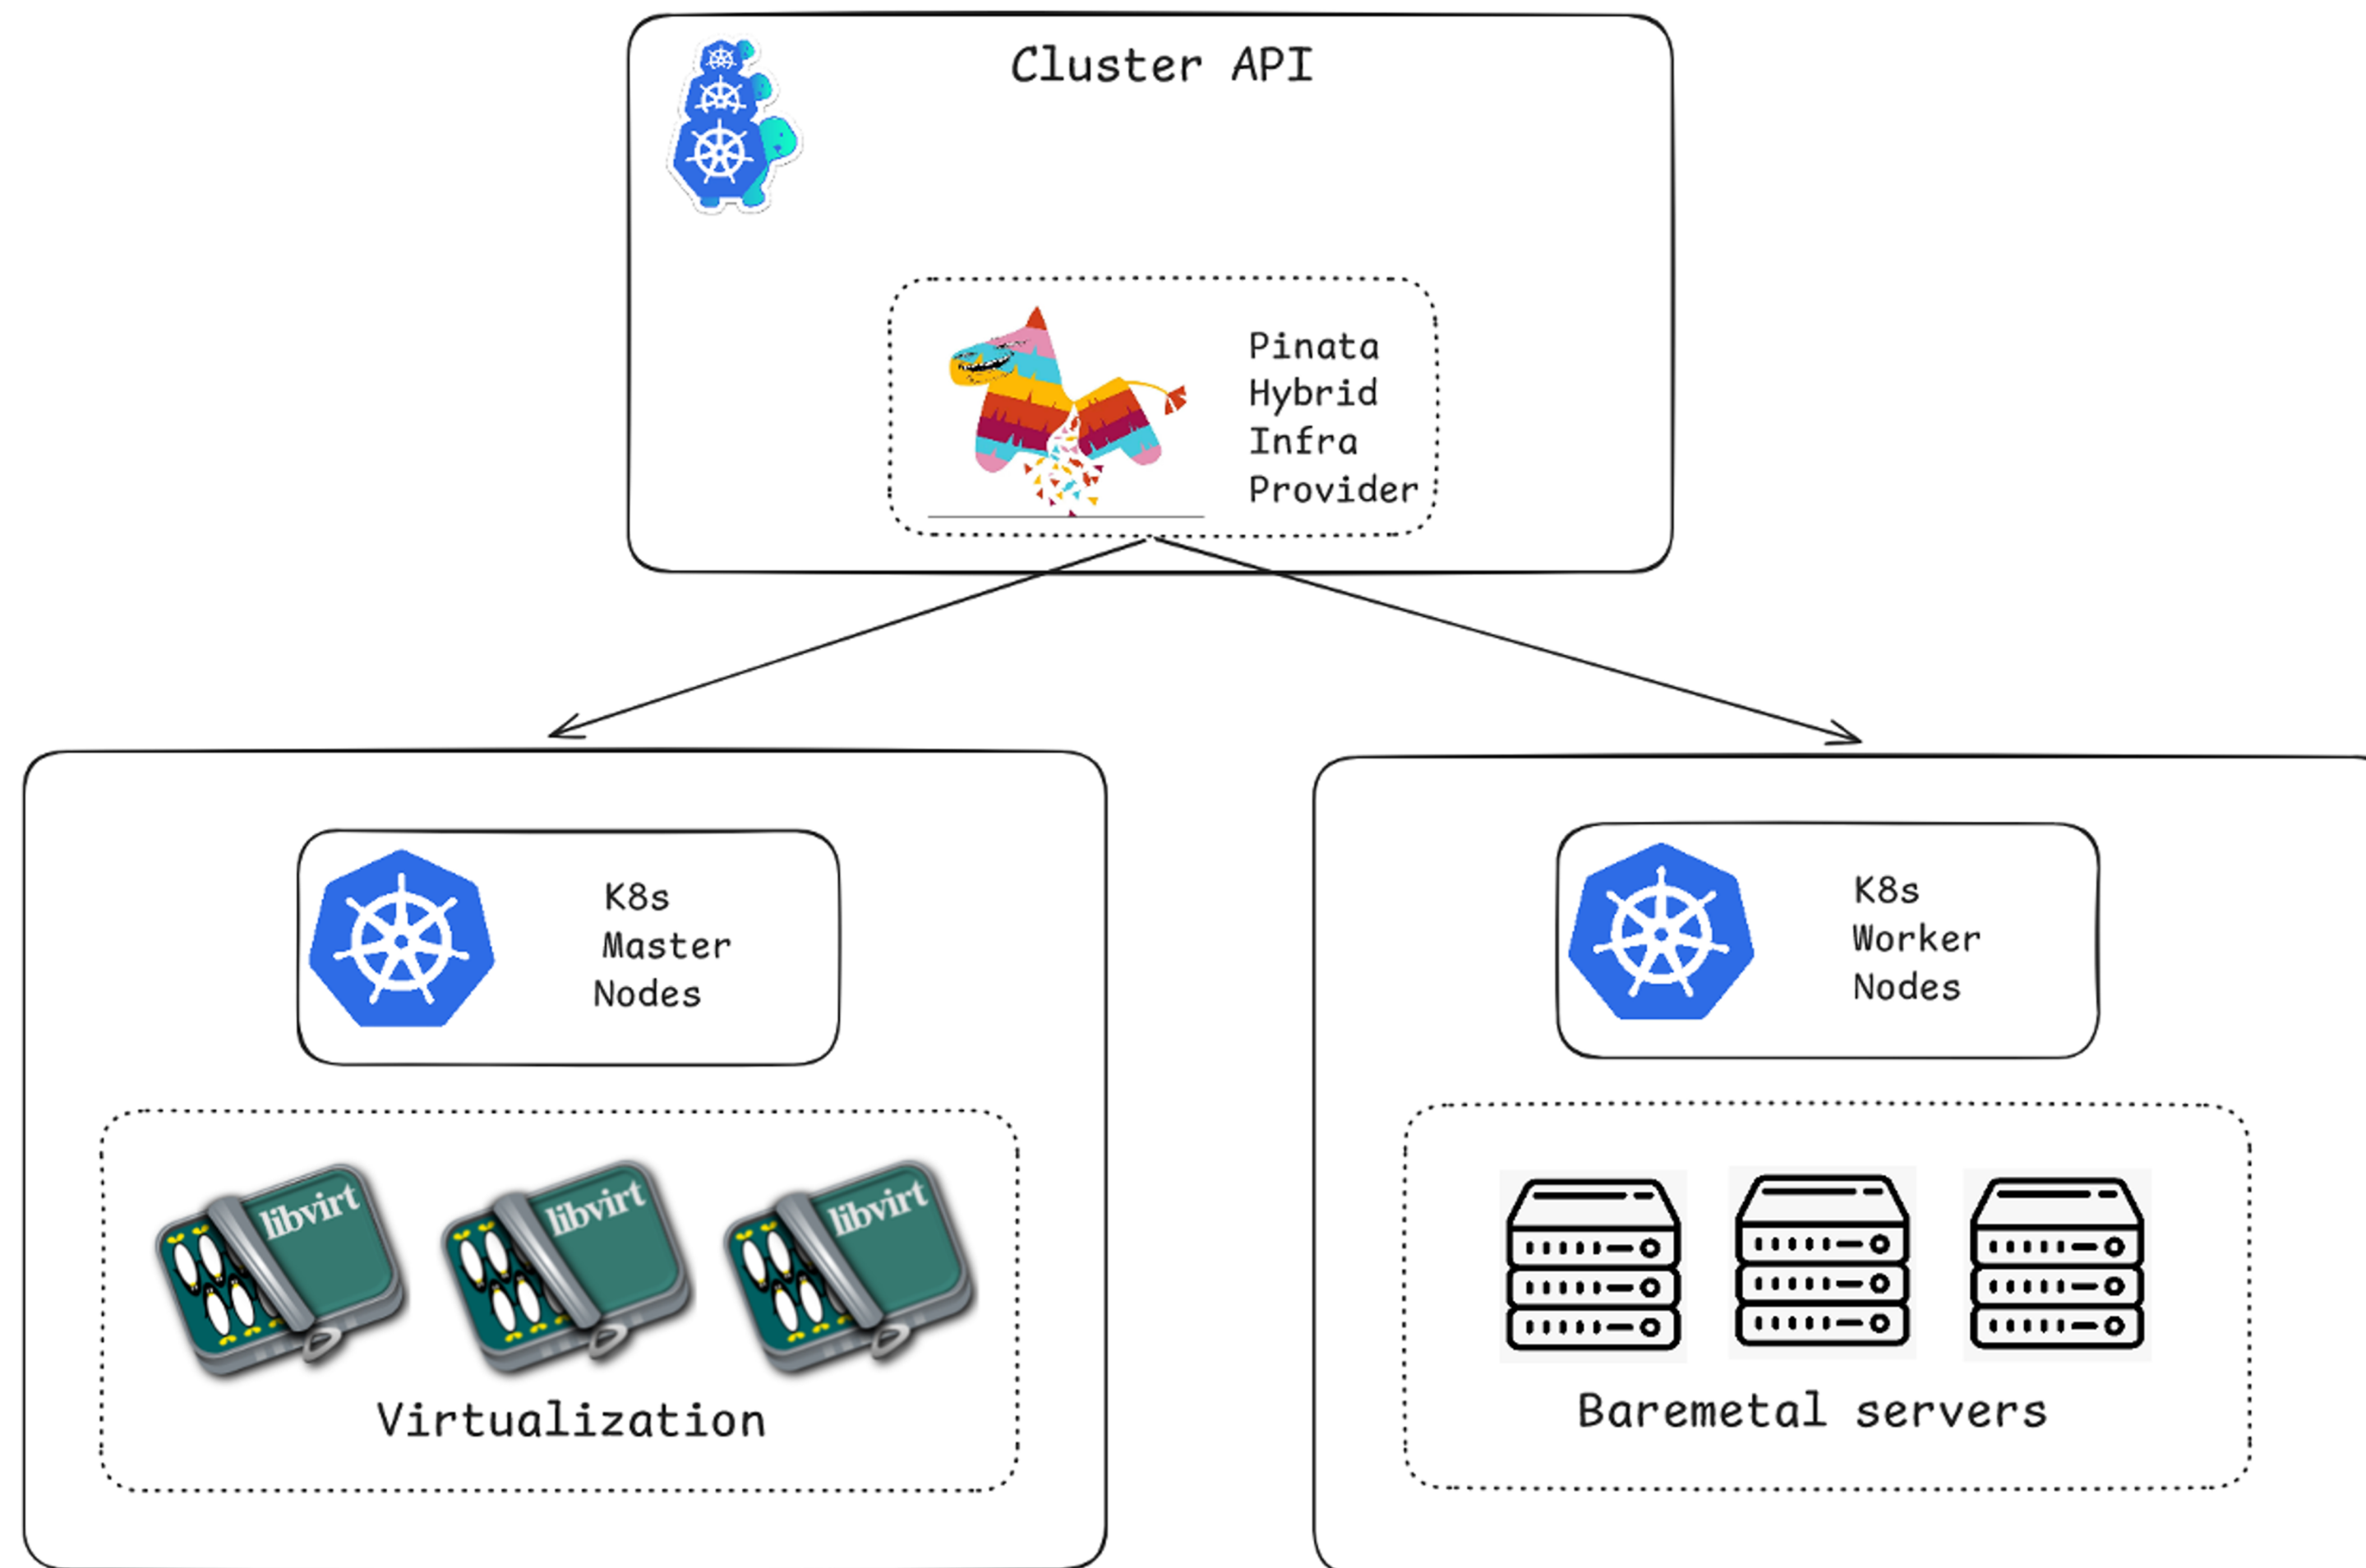 Cluster API
Pinata
Hybrid
Infra
Provider
K8s
Master
Nodes
libvirt
libvirt
libvirt
Virtualization
K8s
Worker
Nodes
Baremetal servers